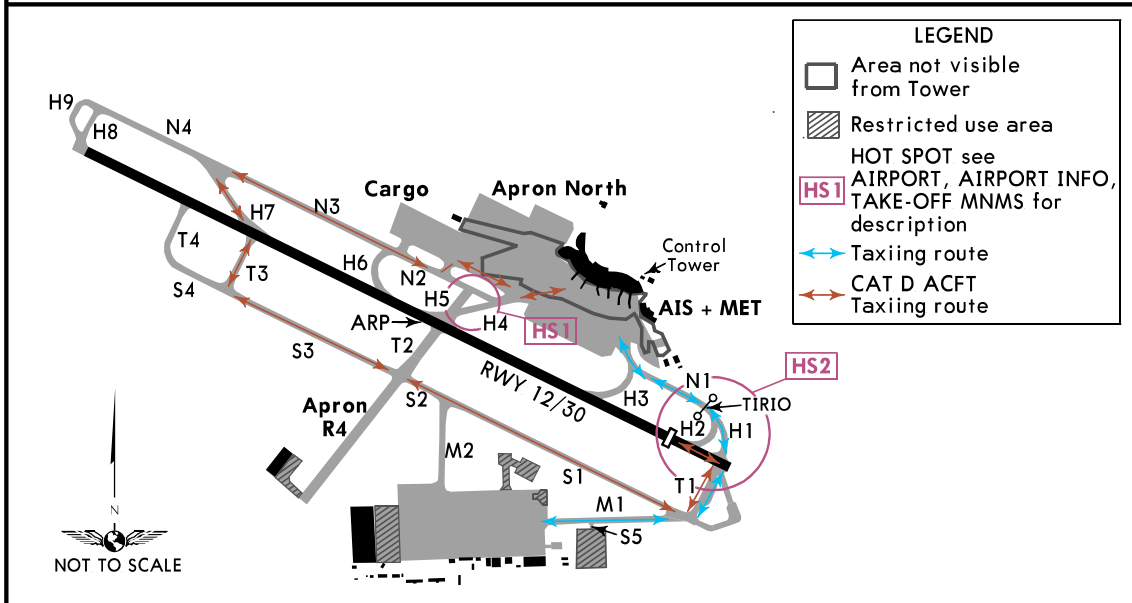 LEGEND
Area not visible
from Tower
Restricted use area
HOT SPOT see
HS1
AIRPORT, AIRPORT INFO,
TAKE-OFF MNMS for
description
Taxiing route
CAT D ACFT
Taxiing route
H9
H8
N4
Cargo
Apron North
N3
H7
T4
T3
S4
H6
N2
H5
H4
HS1
Control
Tower
AIS + MET
ARP
T2
S3
RWY 12/30
HS2
N1
TIRIO
H3
H2
H1
S2
Apron
R4
M2
S1
T1
M1
S5
N
NOT TO SCALE